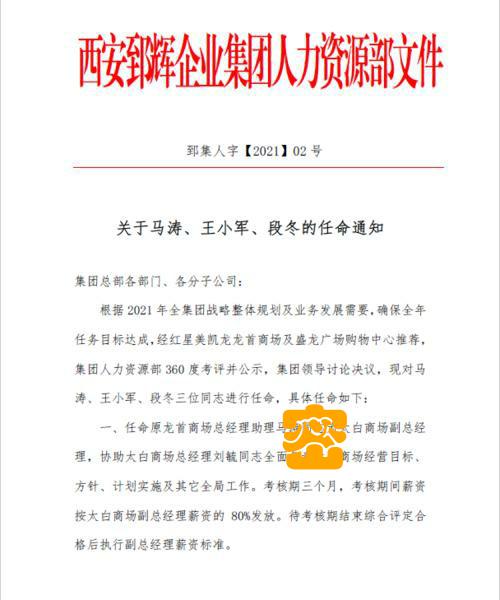 西安郅辉企业集团人力资源部文件
郅集人字【2021】02 号
关于马涛、王小军、段冬的任命通知
集团总部各部门、各分子公司：
根据 2021 年全集团战略整体规划及业务发展需要，确保全年
任务目标达成，经红星美凯龙龙首商场及盛龙广场购物中心推荐，
集团人力资源部 360 度考评并公示，集团领导讨论决议，现对马
涛、王小军、段冬三位同志进行任命，具体任命如下：
一、任命原龙首商场总经理助理马 太白商场副总经
理，协助太白商场总经理刘毓同志全面 商场经营目标、
方针、计划实施及其它全局工作。考核期三个月，考核期间薪资
按太白商场副总经理薪资的 80%发放。待考核期结束综合评定合
格后执行副总经理薪资标准。